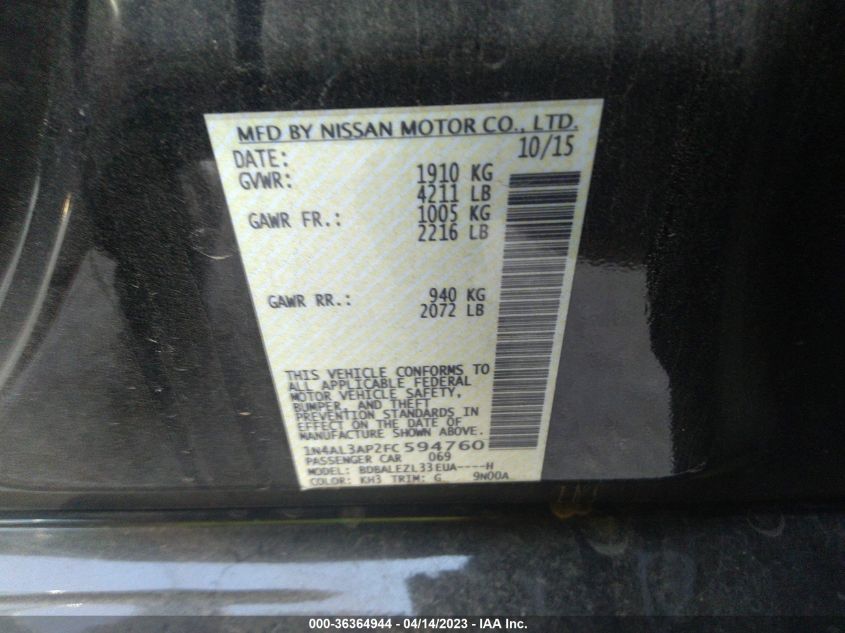 MFD BY NISSAN MOTOR CO., LTD.
DATE: 10/15
GVWR: 1910 KG
4211 LB
GAWR FR.: 1005 KG
2216 LB
GAWR RR.: 940 KG
2072 LB
THIS VEHICLE CONFORMS TO
ALL APPLICABLE FEDERAL
MOTOR VEHICLE SAFETY,
BUMPER, AND THEFT
PREVENTION STANDARDS IN
EFFECT ON THE DATE OF
MANUFACTURE SHOWN ABOVE.
1N4AL3AP2FC594760
PASSENGER CAR 069
MODEL: BDBALEZL33EUA----H
COLOR: KH3 TRIM: G 9N00A
000-36364944 - 04/14/2023 - IAA Inc.